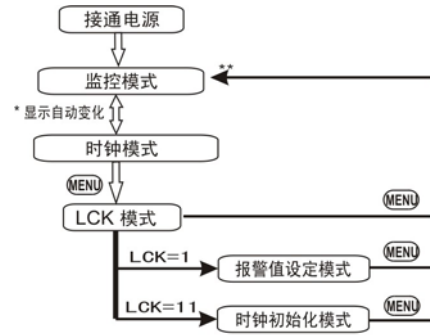 接通电源
监控模式
**
* 显示自动变化
时钟模式
MENU
LCK 模式
MENU
LCK=1
报警值设定模式
MENU
LCK=11
时钟初始化模式
MENU